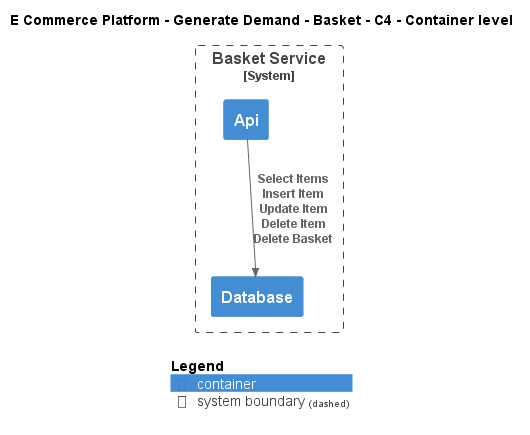 E Commerce Platform - Generate Demand - Basket - C4 - Container level
Basket Service
[System]
Api
Select Items
Insert Item
Update Item
Delete Item
Delete Basket
Database
Legend
container
system boundary (dashed)